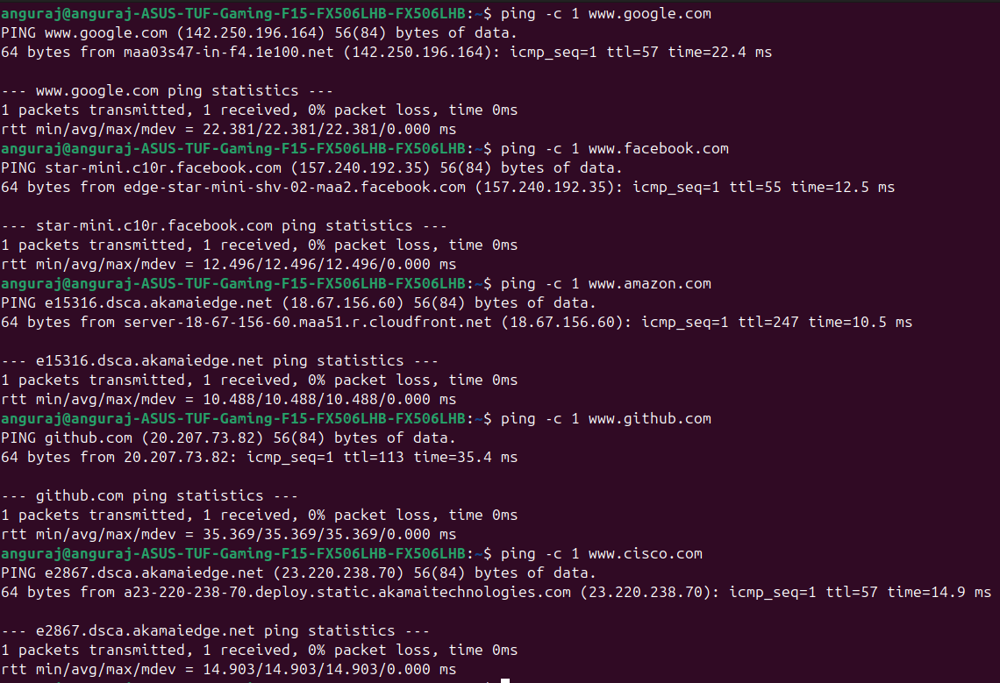 anguraj@anguraj-ASUS-TUF-Gaming-F15-FX506LHB-FX506LHB:~$ ping -c 1 www.google.com
PING www.google.com (142.250.196.164) 56(84) bytes of data.
64 bytes from maa03s47-in-f4.1e100.net (142.250.196.164): icmp_seq=1 ttl=57 time=22.4 ms

--- www.google.com ping statistics ---
1 packets transmitted, 1 received, 0% packet loss, time 0ms
rtt min/avg/max/mdev = 22.381/22.381/22.381/0.000 ms
anguraj@anguraj-ASUS-TUF-Gaming-F15-FX506LHB-FX506LHB:~$ ping -c 1 www.facebook.com
PING star-mini.c10r.facebook.com (157.240.192.35) 56(84) bytes of data.
64 bytes from edge-star-mini-shv-02-maa2.facebook.com (157.240.192.35): icmp_seq=1 ttl=55 time=12.5 ms

--- star-mini.c10r.facebook.com ping statistics ---
1 packets transmitted, 1 received, 0% packet loss, time 0ms
rtt min/avg/max/mdev = 12.496/12.496/12.496/0.000 ms
anguraj@anguraj-ASUS-TUF-Gaming-F15-FX506LHB-FX506LHB:~$ ping -c 1 www.amazon.com
PING e15316.dsca.akamaiedge.net (18.67.156.60) 56(84) bytes of data.
64 bytes from server-18-67-156-60.maa51.r.cloudfront.net (18.67.156.60): icmp_seq=1 ttl=247 time=10.5 ms

--- e15316.dsca.akamaiedge.net ping statistics ---
1 packets transmitted, 1 received, 0% packet loss, time 0ms
rtt min/avg/max/mdev = 10.488/10.488/10.488/0.000 ms
anguraj@anguraj-ASUS-TUF-Gaming-F15-FX506LHB-FX506LHB:~$ ping -c 1 www.github.com
PING github.com (20.207.73.82) 56(84) bytes of data.
64 bytes from 20.207.73.82: icmp_seq=1 ttl=113 time=35.4 ms

--- github.com ping statistics ---
1 packets transmitted, 1 received, 0% packet loss, time 0ms
rtt min/avg/max/mdev = 35.369/35.369/35.369/0.000 ms
anguraj@anguraj-ASUS-TUF-Gaming-F15-FX506LHB-FX506LHB:~$ ping -c 1 www.cisco.com
PING e2867.dsca.akamaiedge.net (23.220.238.70) 56(84) bytes of data.
64 bytes from a23-220-238-70.deploy.static.akamaitechnologies.com (23.220.238.70): icmp_seq=1 ttl=57 time=14.9 ms

--- e2867.dsca.akamaiedge.net ping statistics ---
1 packets transmitted, 1 received, 0% packet loss, time 0ms
rtt min/avg/max/mdev = 14.903/14.903/14.903/0.000 ms